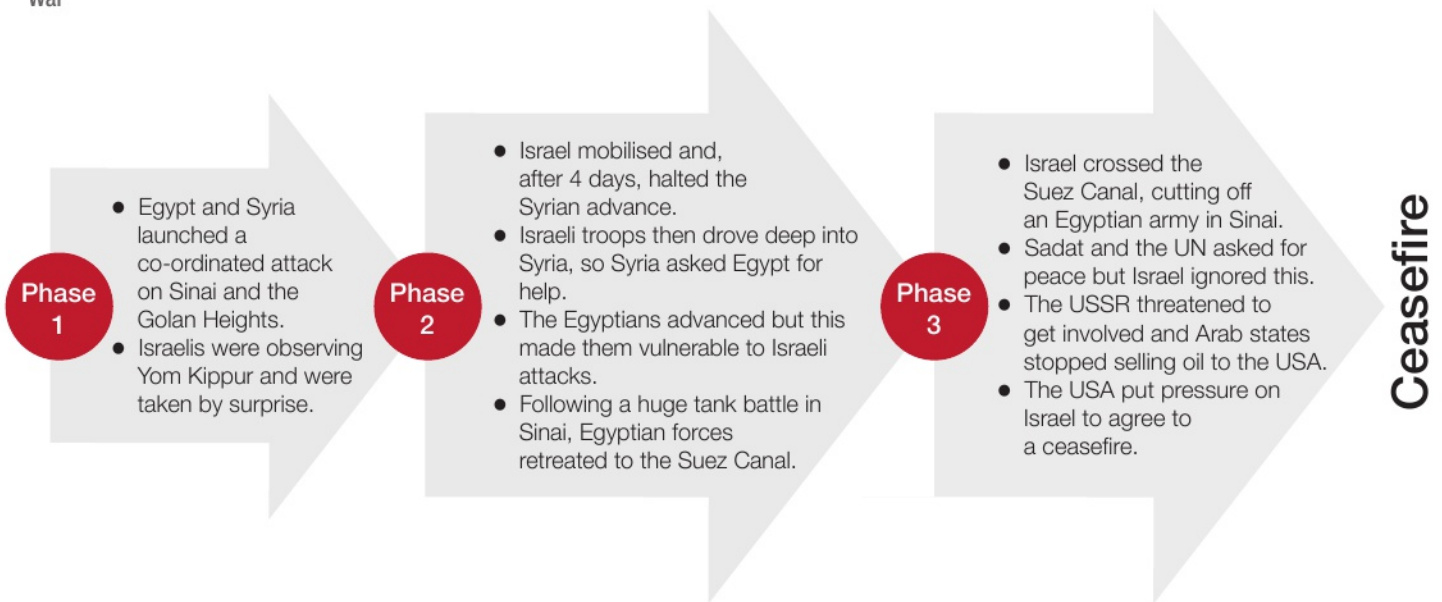 War
Phase
1
● Egypt and Syria
launched a
co-ordinated attack
on Sinai and the
Golan Heights.
● Israelis were observing
Yom Kippur and were
taken by surprise.
Phase
2
● Israel mobilised and,
after 4 days, halted the
Syrian advance.
● Israeli troops then drove deep into
Syria, so Syria asked Egypt for
help.
● The Egyptians advanced but this
made them vulnerable to Israeli
attacks.
● Following a huge tank battle in
Sinai, Egyptian forces
retreated to the Suez Canal.
Phase
3
● Israel crossed the
Suez Canal, cutting off
an Egyptian army in Sinai.
● Sadat and the UN asked for
peace but Israel ignored this.
● The USSR threatened to
get involved and Arab states
stopped selling oil to the USA.
● The USA put pressure on
Israel to agree to
a ceasefire.
Ceasefire